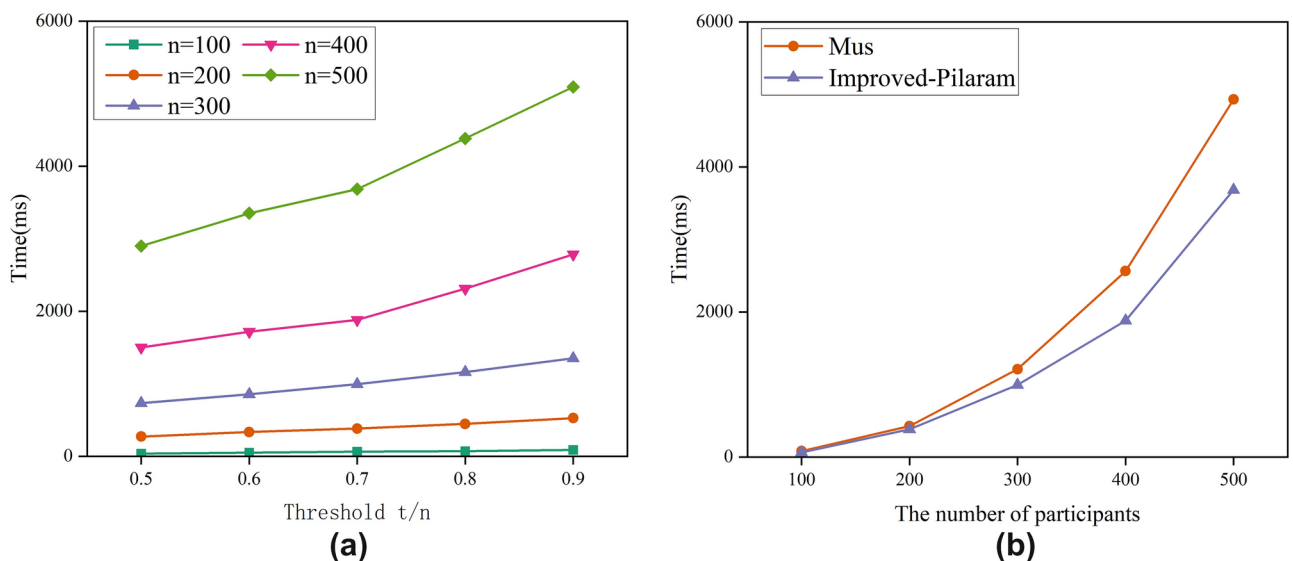 6000
4000
2000
0
Time(ms)
n=100 n=400
n=200 n=500
n=300
0.5 0.6 0.7 0.8 0.9
Threshold t/n
(a)
6000
4000
2000
0
Time(ms)
Mus
Improved-Pilaram
100 200 300 400 500
The number of participants
(b)